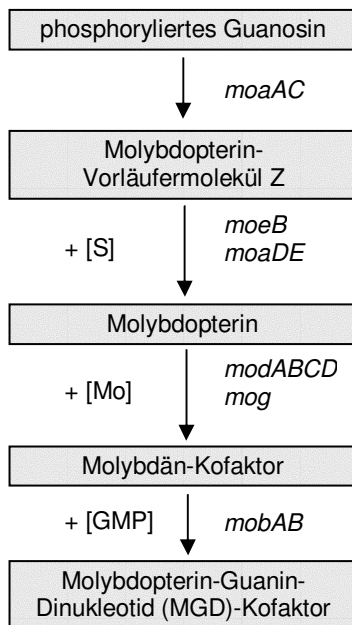 phosphoryliertes Guanosin
moaAC
Molybdopterin-
Vorläufermolekül Z
+ [S]
moeB
moaDE
Molybdopterin
+ [Mo]
modABCD
mog
Molybdän-Kofaktor
+ [GMP]
mobAB
Molybdopterin-Guanin-
Dinukleotid (MGD)-Kofaktor